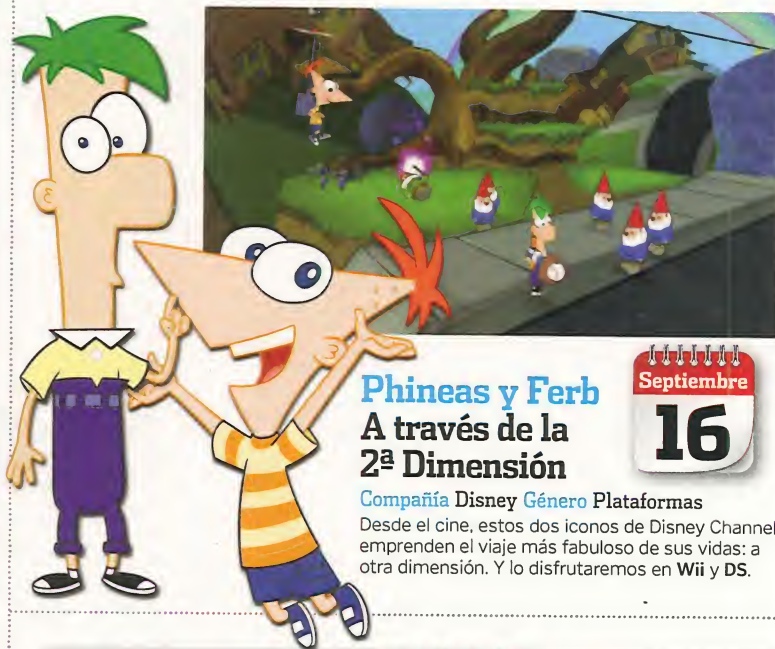 Phineas y Ferb
A través de la
2ª Dimensión
Septiembre
16
Compañía Disney Género Plataformas
Desde el cine, estos dos iconos de Disney Channel
emprenden el viaje más fabuloso de sus vidas: a
otra dimensión. Y lo disfrutaremos en Wii y DS.